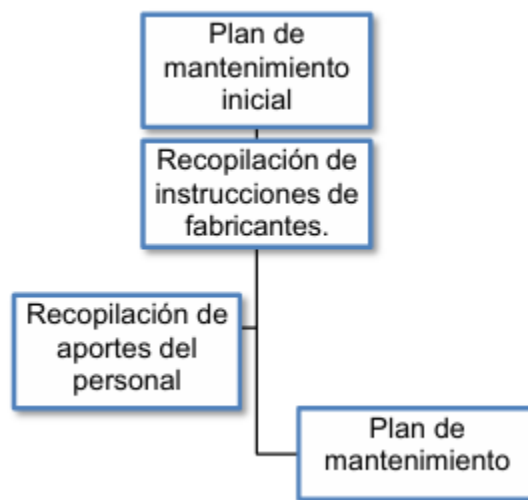 Plan de
mantenimiento
inicial
Recopilación de
instrucciones de
fabricantes.
Recopilación de
aportes del
personal
Plan de
mantenimiento